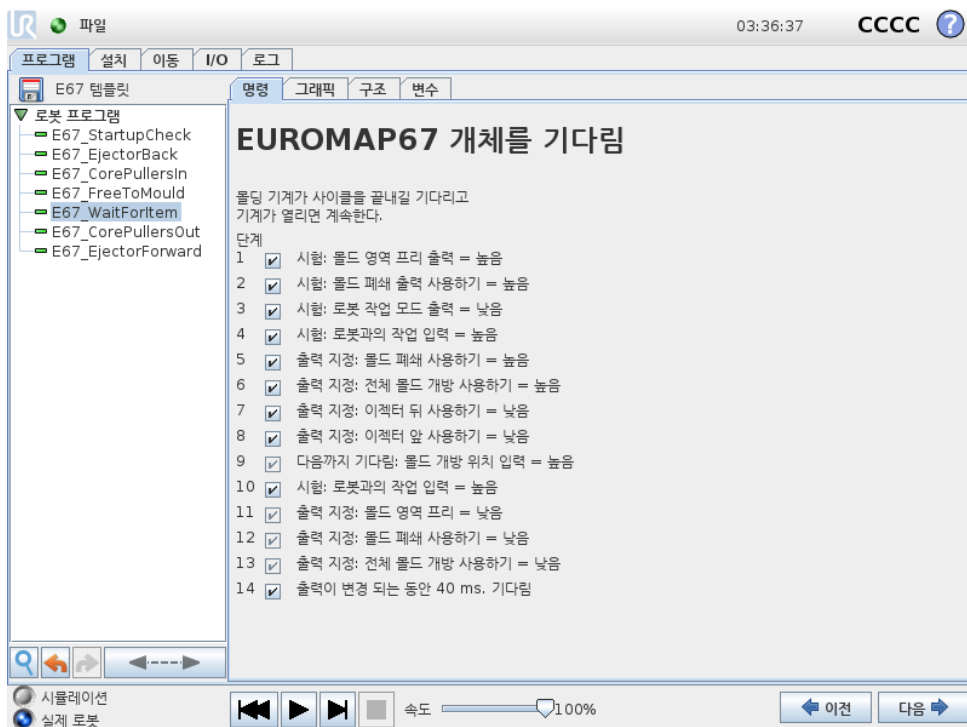 UR 파일 03:36:37 CCCC ?
프로그램 설치 이동 I/O 로그
E67 템플릿
명령 그래픽 구조 변수
로봇 프로그램
E67_StartupCheck
E67_EjectorBack
E67_CorePullersIn
E67_FreeToMould
E67_WaitForItem
E67_CorePullersOut
E67_EjectorForward
EUROMAP67 개체를 기다림
몰딩 기계가 사이클을 끝내길 기다리고
기계가 열리면 계속한다.
단계
1 시험: 몰드 영역 프리 출력 = 높음
2 시험: 몰드 폐쇄 출력 사용하기 = 높음
3 시험: 로봇 작업 모드 출력 = 낮음
4 시험: 로봇과의 작업 입력 = 높음
5 출력 지정: 몰드 폐쇄 사용하기 = 높음
6 출력 지정: 전체 몰드 개방 사용하기 = 높음
7 출력 지정: 이젝터 뒤 사용하기 = 낮음
8 출력 지정: 이젝터 앞 사용하기 = 낮음
9 다음까지 기다림: 몰드 개방 위치 입력 = 높음
10 시험: 로봇과의 작업 입력 = 높음
11 출력 지정: 몰드 영역 프리 = 낮음
12 출력 지정: 몰드 폐쇄 사용하기 = 낮음
13 출력 지정: 전체 몰드 개방 사용하기 = 낮음
14 출력이 변경 되는 동안 40 ms. 기다림
시뮬레이션
실제 로봇
속도 100%
이전 다음